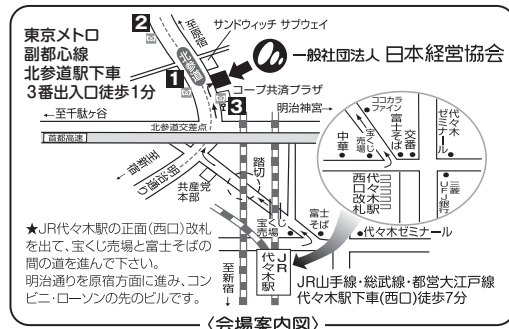 東京メトロ
副都心線
北参道駅下車
3番出入口徒歩1分
2
至原宿
サンドウィッチ サブウェイ
北参道
一般社団法人 日本経営協会
1
コープ共済プラザ
3
←至千駄ヶ谷
明治神宮→
北参道交差点
首都高速
至新宿
明治通り
共産党
本部
踏切
宝くじ
売場
富士
そば
代々木ゼミナール
至新宿
JR
代々木駅
ココカラ
ファイン
中華
宝くじ
売場
富士そば
交番
代々木
ゼミナール
代々木駅
西口改札
三菱
UFJ銀行
★JR代々木駅の正面(西口)改札
を出て、宝くじ売場と富士そばの
間の道を進んで下さい。
明治通りを原宿方面に進み、コン
ビニ・ローソンの先のビルです。
JR山手線・総武線・都営大江戸線
代々木駅下車(西口)徒歩7分
〈会場案内図〉